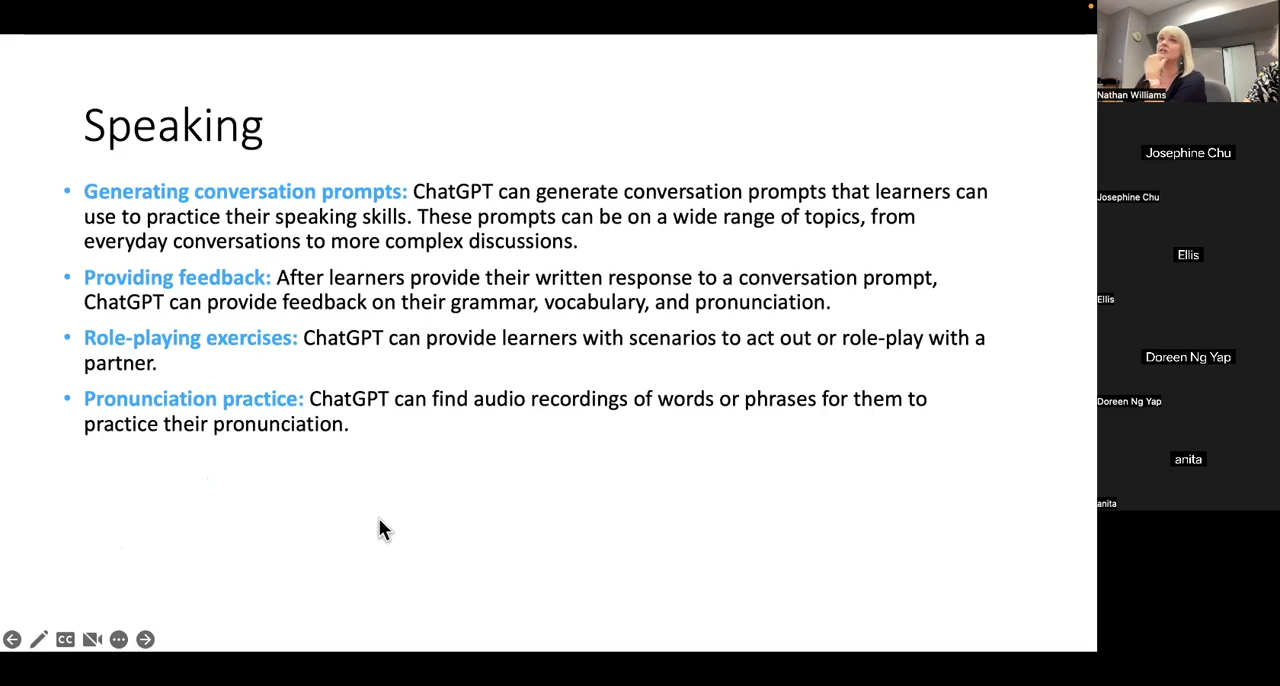 Speaking
• Generating conversation prompts: ChatGPT can generate conversation prompts that learners can
use to practice their speaking skills. These prompts can be on a wide range of topics, from
everyday conversations to more complex discussions.
• Providing feedback: After learners provide their written response to a conversation prompt,
ChatGPT can provide feedback on their grammar, vocabulary, and pronunciation.
• Role-playing exercises: ChatGPT can provide learners with scenarios to act out or role-play with a
partner.
• Pronunciation practice: ChatGPT can find audio recordings of words or phrases for them to
practice their pronunciation.
CC
Nathan Williams
Josephine Chu
Josephine Chu
Ellis
Ellis
Doreen Ng Yap
Doreen Ng Yap
anita
anita